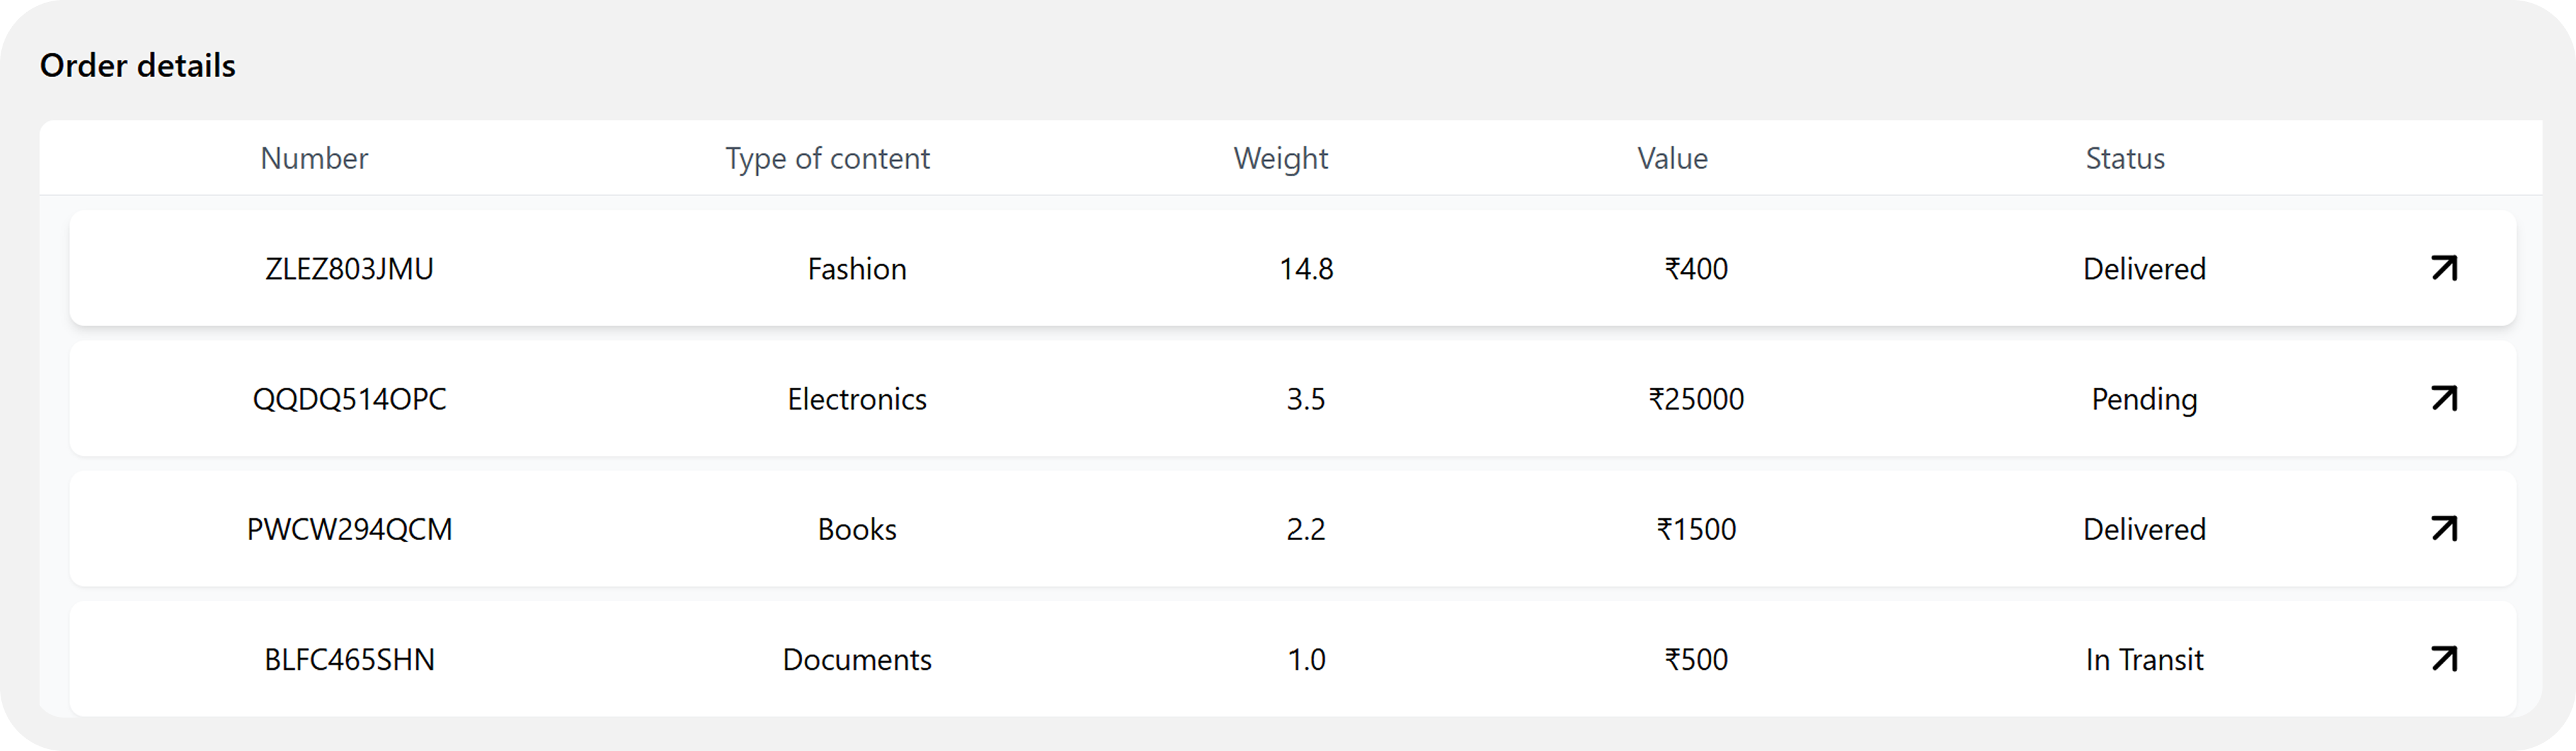 Order details
Number Type of content Weight Value Status
ZLEZ803JMU Fashion 14.8 ₹400 Delivered
QQDQ514OPC Electronics 3.5 ₹25000 Pending
PWCW294QCM Books 2.2 ₹1500 Delivered
BLFC465SHN Documents 1.0 ₹500 In Transit